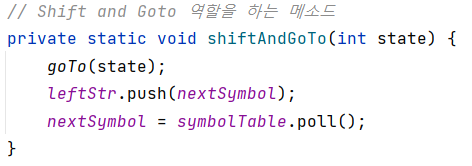 // Shift and Goto 역할을 하는 메소드
private static void shiftAndGoTo(int state) {
    goTo(state);
    leftStr.push(nextSymbol);
    nextSymbol = symbolTable.poll();
}